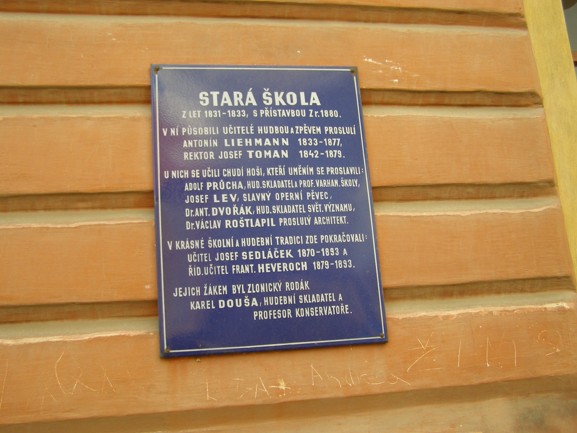 STARÁ ŠKOLA
Z LET 1831-1833, S PŘÍSTAVBOU Z r. 1880.
V NÍ PŮSOBILI UČITELÉ HUDBOU A ZPĚVEM PROSLULÍ
ANTONÍN LIEHMANN 1833-1877,
REKTOR JOSEF TOMAN 1842-1879.
U NICH SE UČILI CHUDÍ HOŠI, KTEŘÍ UMĚNÍM SE PROSLAVILI:
ADOLF PRŮCHA, HUD. SKLADATEL A PROF. VARHAN. ŠKOLY,
JOSEF LEV, SLAVNÝ OPERNÍ PĚVEC,
Dr. ANT. DVOŘÁK, HUD. SKLADATEL SVĚT. VÝZNAMU,
Dr. VÁCLAV ROŠTLAPIL PROSLULÝ ARCHITEKT.
V KRÁSNÉ ŠKOLNÍ A HUDEBNÍ TRADICI ZDE POKRAČOVALI:
UČITEL JOSEF SEDLÁČEK 1870-1893 A
ŘÍD. UČITEL FRANT. HEVEROCH 1879-1893.
JEJICH ŽÁKEM BYL ZLONICKÝ RODÁK
KAREL DOUŠA, HUDEBNÍ SKLADATEL A
PROFESOR KONSERVATOŘE.